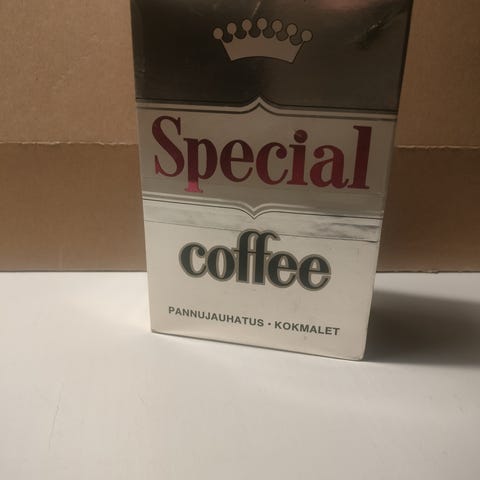 Special
coffee
PANNUJAUHATUS · KOKMALET